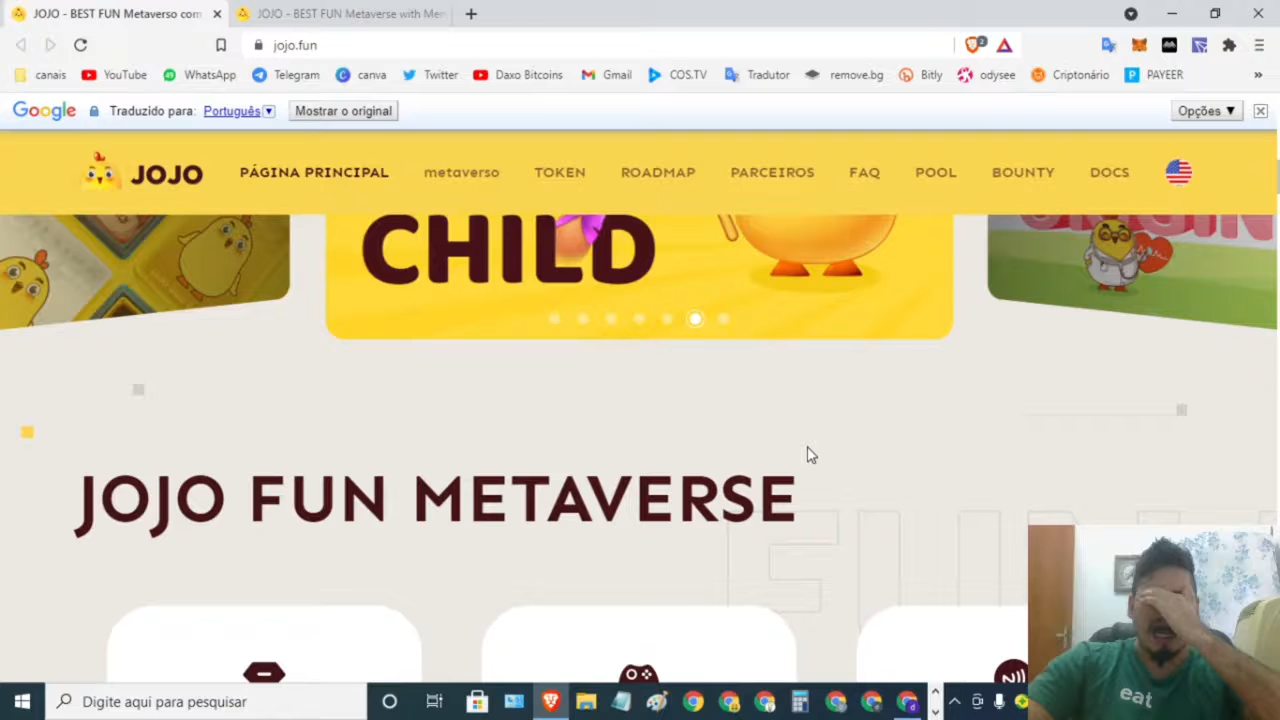 JOJO - BEST FUN Metaverso com
JOJO - BEST FUN Metaverse with Mem
jojo.fun
2
canais
YouTube
WhatsApp
Telegram
canva
Twitter
Daxo Bitcoins
Gmail
COS.TV
Tradutor
remove.bg
Bitly
odysee
Criptonário
PAYEER
»
Google
Traduzido para: Português
Mostrar o original
Opções ▼
JOJO
PÁGINA PRINCIPAL
metaverso
TOKEN
ROADMAP
PARCEIROS
FAQ
POOL
BOUNTY
DOCS
CHILD
JOJO FUN METAVERSE
FUN
eat
Digite aqui para pesquisar